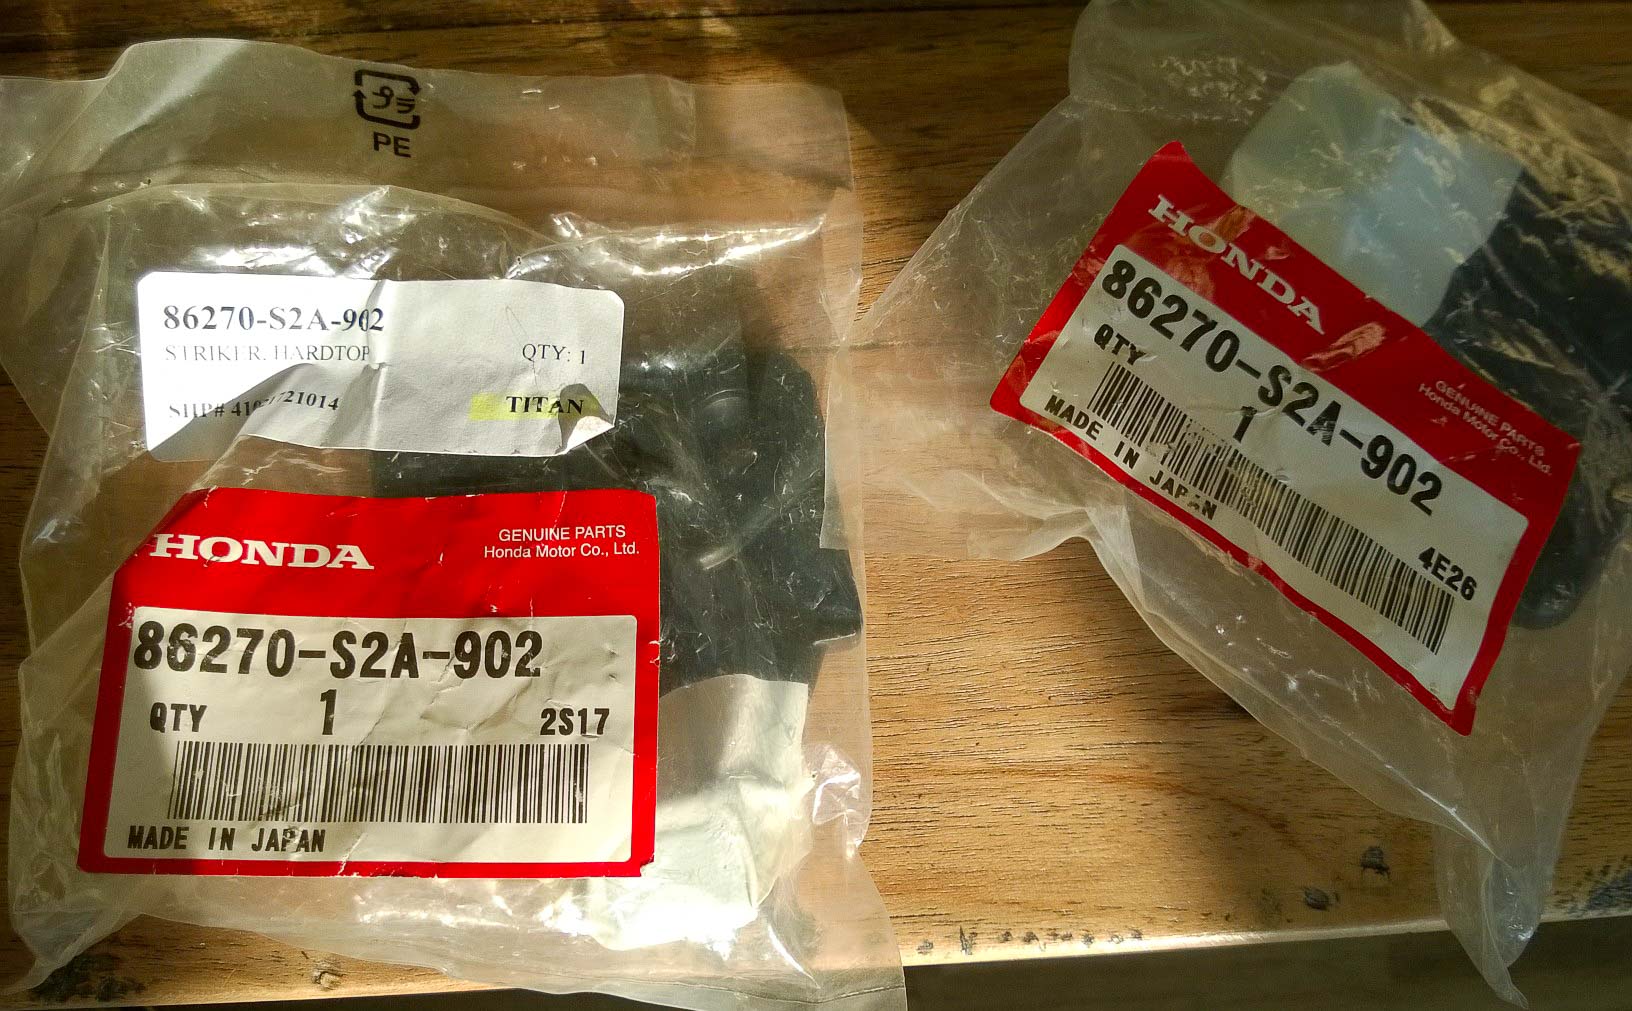 プラ
PE
86270-S2A-902
STRIKER, HARDTOP QTY: 1
TITAN
HONDA
GENUINE PARTS
Honda Motor Co., Ltd.
86270-S2A-902
QTY 1 2S17
MADE IN JAPAN
HONDA
GENUINE PARTS
Honda Motor Co., Ltd.
86270-S2A-902
QTY 1
4E26
MADE IN JAPAN